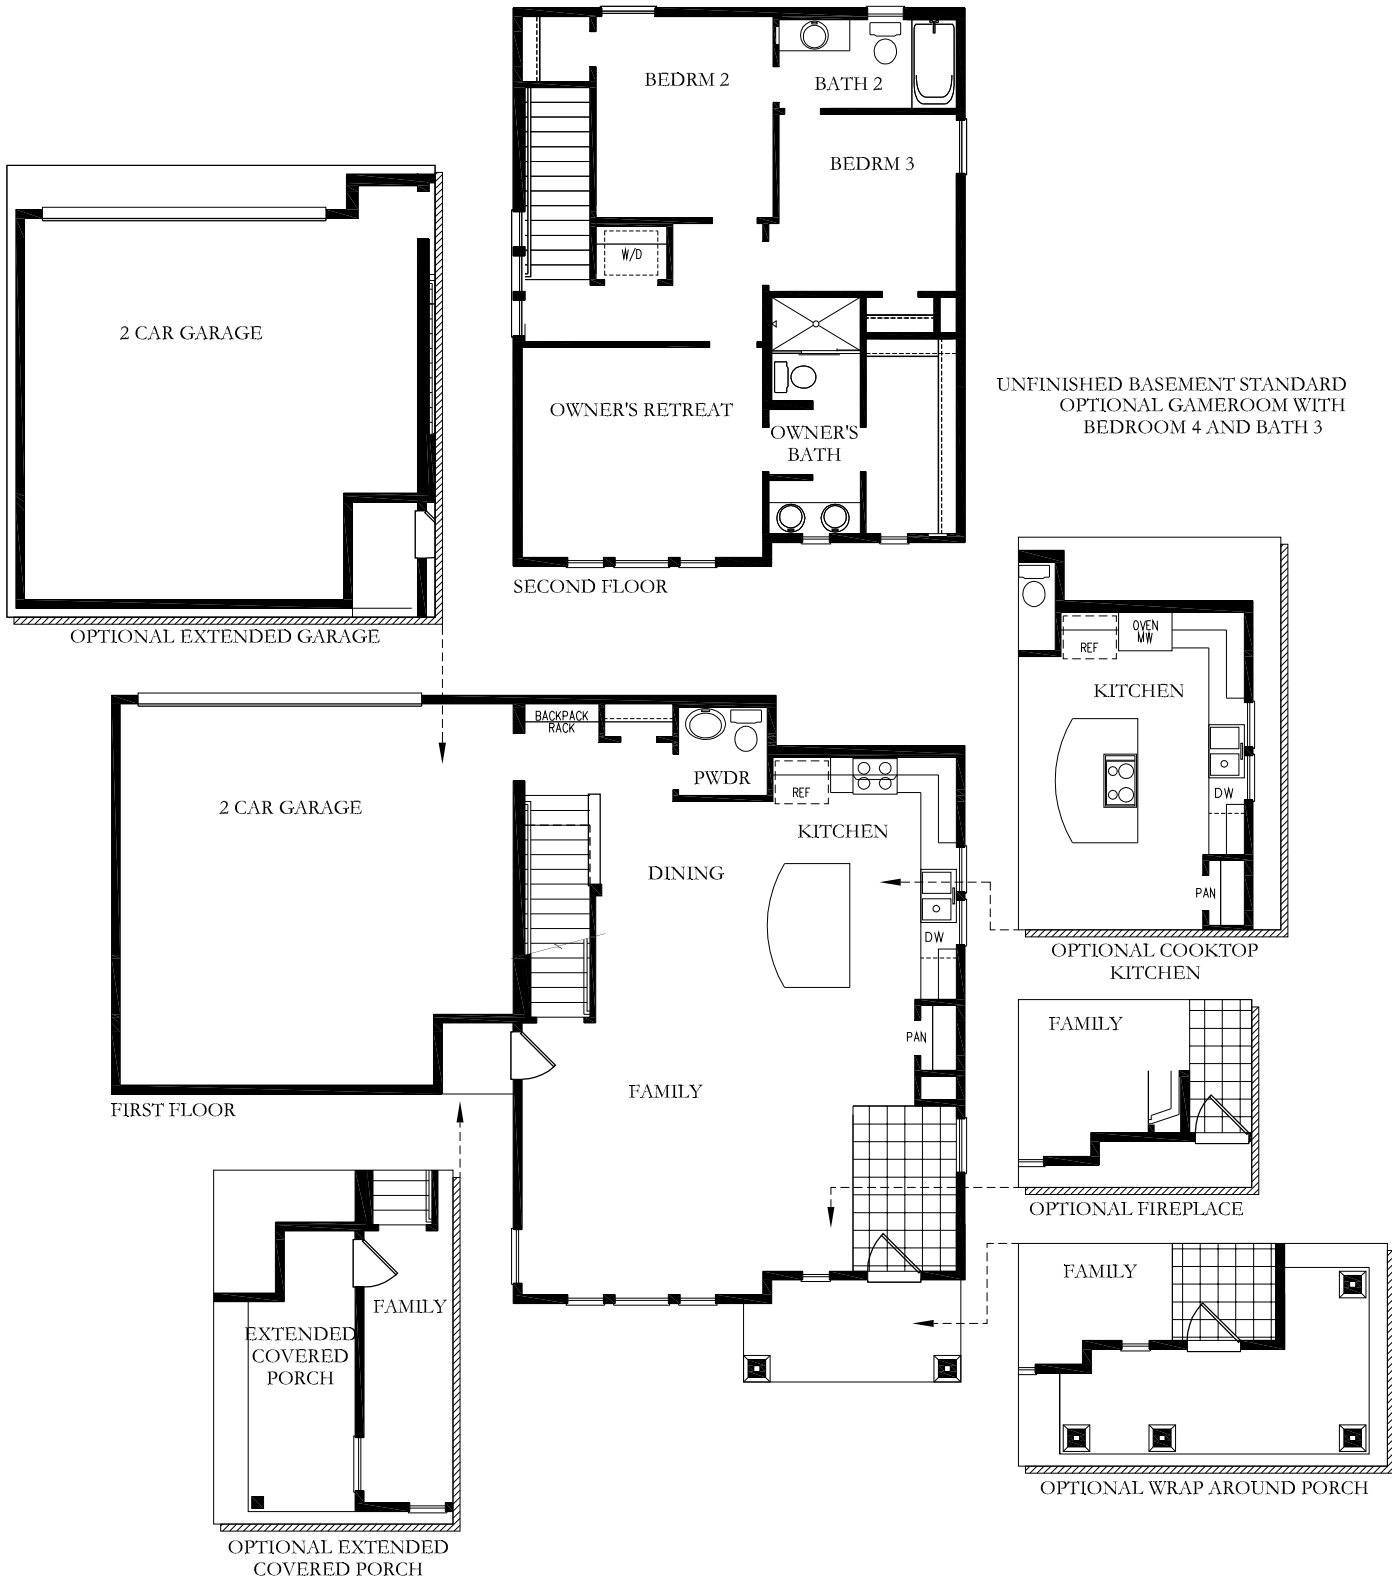 BEDRM 2
BATH 2
BEDRM 3
W/D
2 CAR GARAGE
OWNER'S RETREAT
OWNER'S
BATH
UNFINISHED BASEMENT STANDARD
OPTIONAL GAMEROOM WITH
BEDROOM 4 AND BATH 3
SECOND FLOOR
OPTIONAL EXTENDED GARAGE
REF
OVEN
MW
KITCHEN
DW
PAN
OPTIONAL COOKTOP
KITCHEN
BACKPACK
RACK
PWDR
REF
2 CAR GARAGE
KITCHEN
DINING
DW
PAN
FAMILY
FIRST FLOOR
FAMILY
OPTIONAL FIREPLACE
FAMILY
OPTIONAL WRAP AROUND PORCH
FAMILY
EXTENDED
COVERED
PORCH
OPTIONAL EXTENDED
COVERED PORCH